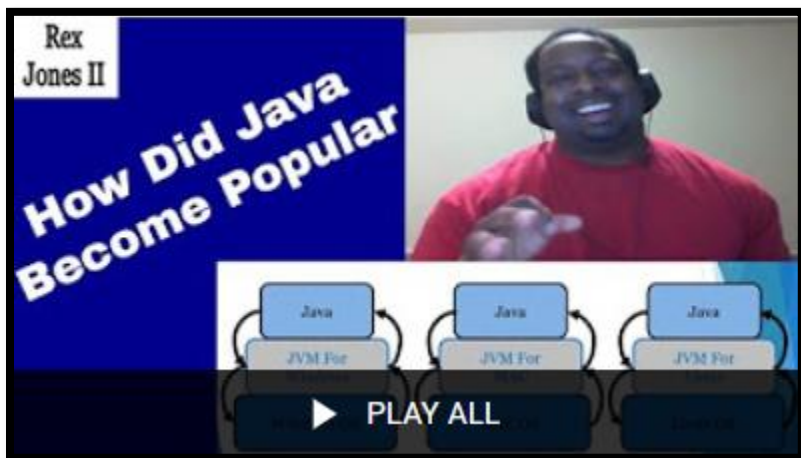 Rex
Jones II
How Did Java
Become Popular
Java Java Java
JVM For JVM For JVM For
PLAY ALL